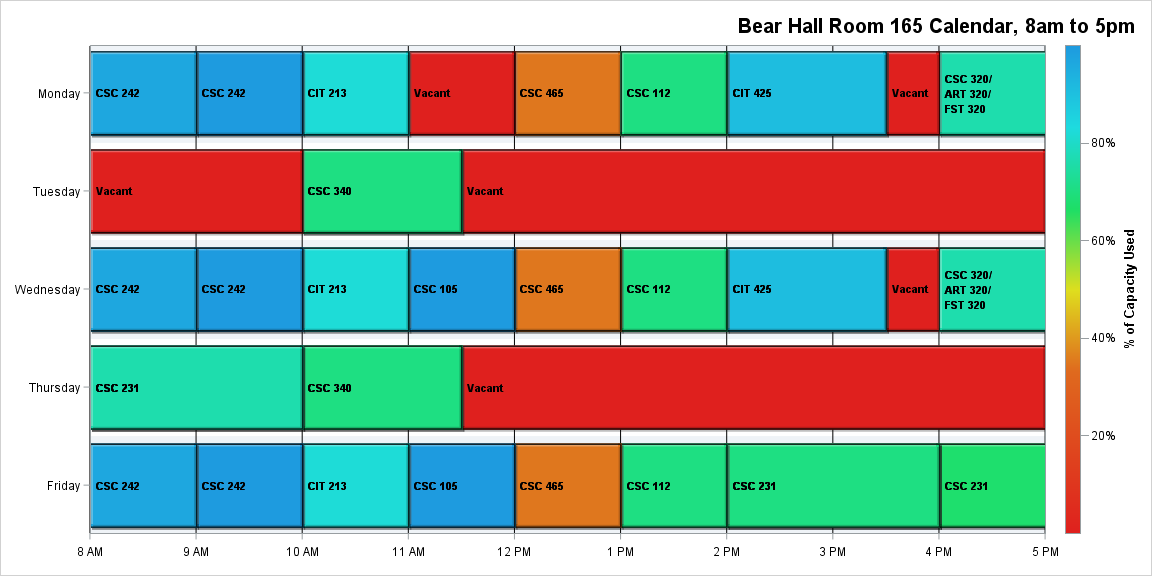 Bear Hall Room 165 Calendar, 8am to 5pm
Monday
CSC 242
CSC 242
CIT 213
Vacant
CSC 465
CSC 112
CIT 425
Vacant
CSC 320/
ART 320/
FST 320
Tuesday
Vacant
CSC 340
Vacant
Wednesday
CSC 242
CSC 242
CIT 213
CSC 105
CSC 465
CSC 112
CIT 425
Vacant
CSC 320/
ART 320/
FST 320
Thursday
CSC 231
CSC 340
Vacant
Friday
CSC 242
CSC 242
CIT 213
CSC 105
CSC 465
CSC 112
CSC 231
CSC 231
8 AM
9 AM
10 AM
11 AM
12 PM
1 PM
2 PM
3 PM
4 PM
5 PM
80%
60%
40%
20%
% of Capacity Used